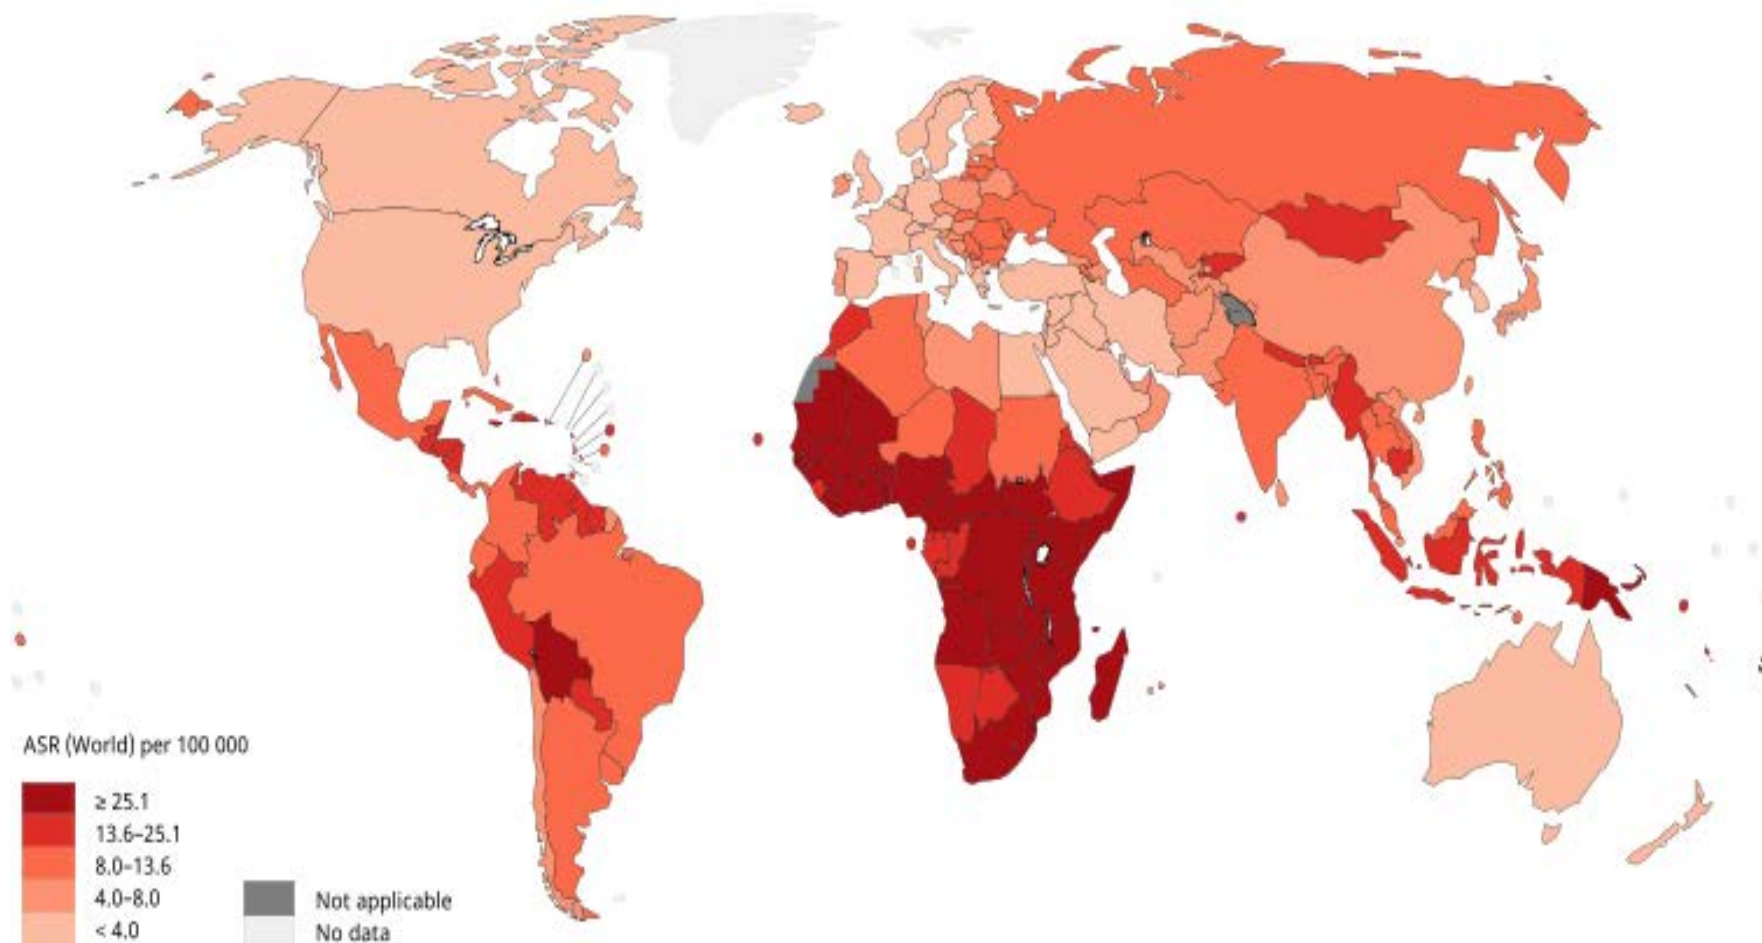 ASR (World) per 100 000
≥ 25.1
13.6–25.1
8.0–13.6
4.0–8.0
< 4.0
Not applicable
No data